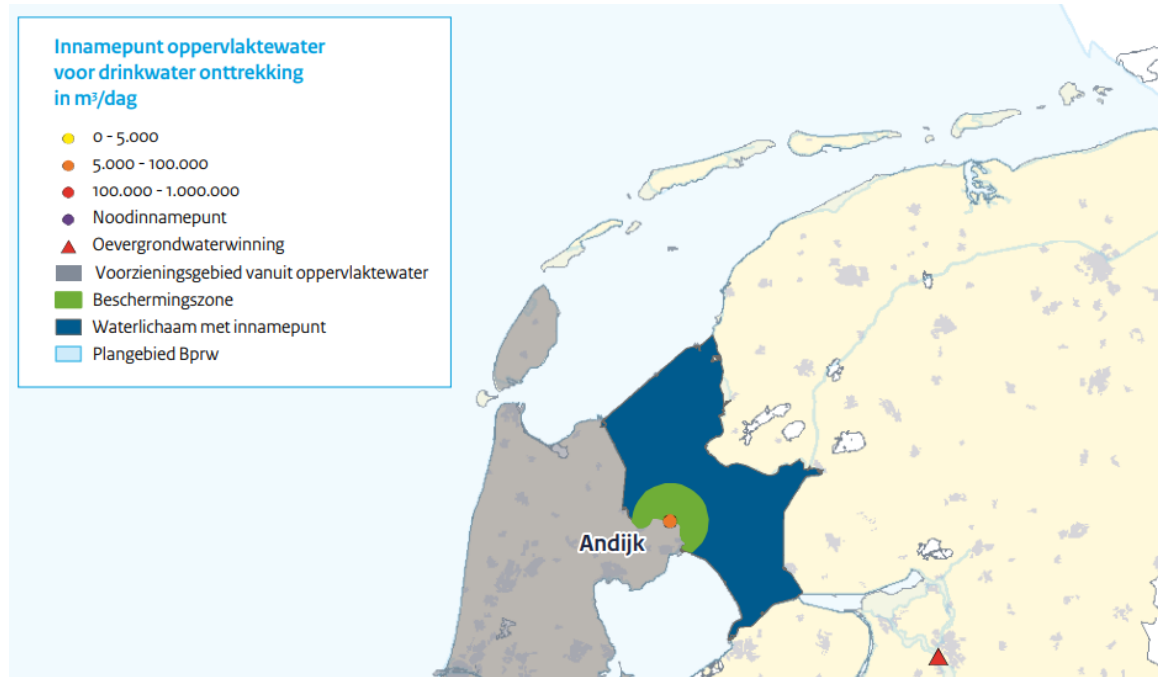 Innamepunt oppervlaktewater
voor drinkwater onttrekking
in m³/dag
0 - 5.000
5.000 - 100.000
100.000 - 1.000.000
Noodinnamepunt
Oevergrondwaterwinning
Voorzieningsgebied vanuit oppervlaktewater
Beschermingszone
Waterlichaam met innamepunt
Plangebied Bprw
Andijk